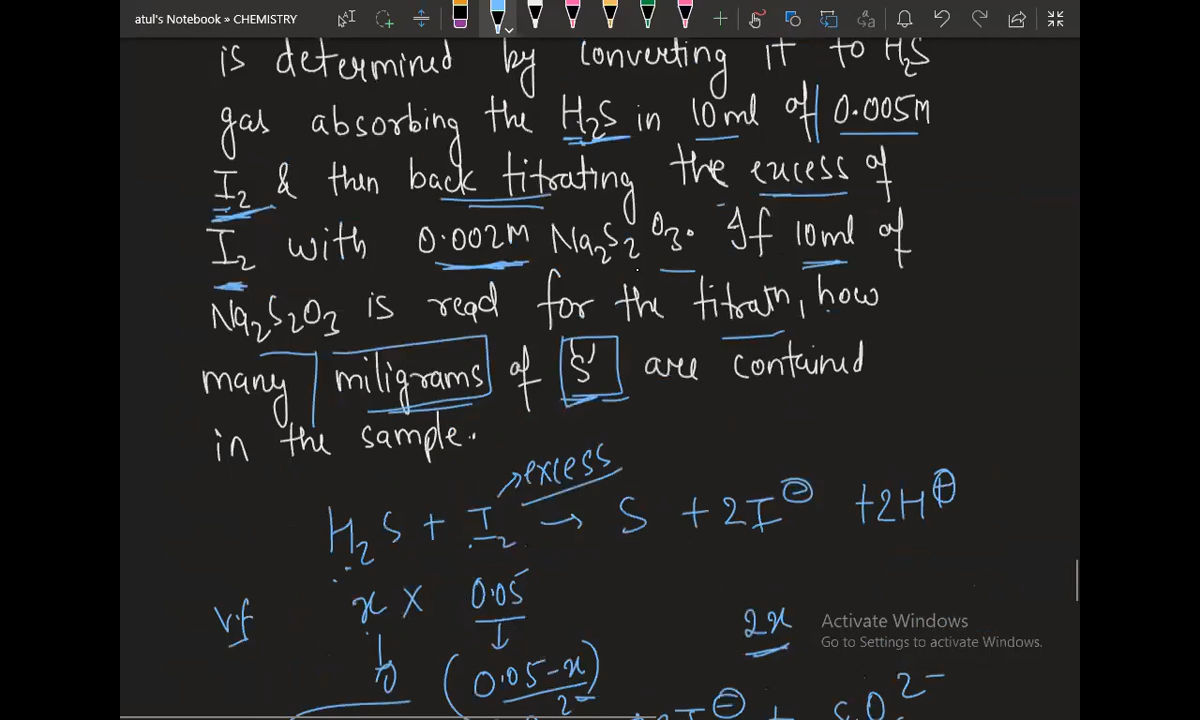 atul's Notebook » CHEMISTRY
is determined by converting it to H₂S
gas absorbing the H₂S in 10ml of 0.005M
I₂ & then back titrating the excess of
I₂ with 0.002M Na₂S₂O₃. If 10ml of
Na₂S₂O₃ is read for the titratn, how
many miligrams of 'S' are contained
in the sample.
→excess
H₂S + I₂ → S + 2I⊖ + 2H⊕
vf x × 0.05 2x
Activate Windows
Go to Settings to activate Windows.
↓ ↓
0 (0.05-x)